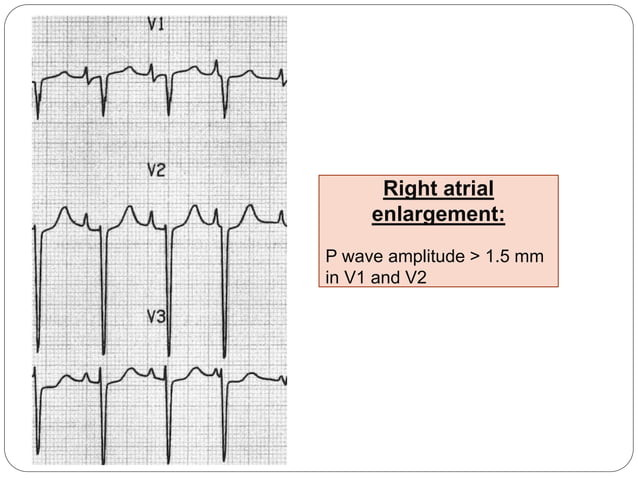 V1
V2
V3
Right atrial
enlargement:
P wave amplitude > 1.5 mm
in V1 and V2